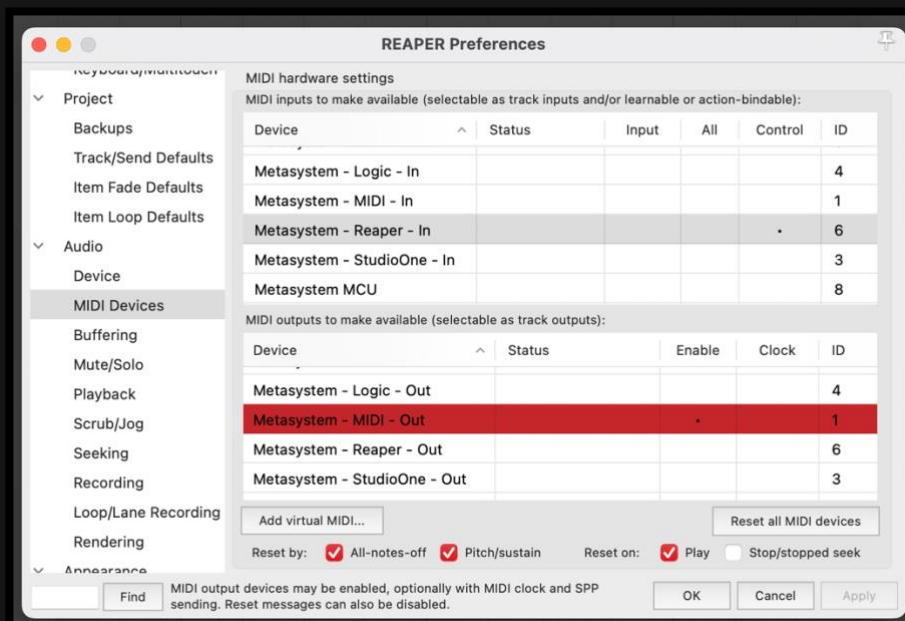 REAPER Preferences
Keyboard/Multitouch
Project
Backups
Track/Send Defaults
Item Fade Defaults
Item Loop Defaults
Audio
Device
MIDI Devices
Buffering
Mute/Solo
Playback
Scrub/Jog
Seeking
Recording
Loop/Lane Recording
Rendering
Appearance
Find
MIDI hardware settings
MIDI inputs to make available (selectable as track inputs and/or learnable or action-bindable):
Device Status Input All Control ID
Metasystem - Logic - In 4
Metasystem - MIDI - In 1
Metasystem - Reaper - In • 6
Metasystem - StudioOne - In 3
Metasystem MCU 8
MIDI outputs to make available (selectable as track outputs):
Device Status Enable Clock ID
Metasystem - Logic - Out 4
Metasystem - MIDI - Out • 1
Metasystem - Reaper - Out 6
Metasystem - StudioOne - Out 3
Add virtual MIDI... Reset all MIDI devices
Reset by: All-notes-off Pitch/sustain Reset on: Play Stop/stopped seek
MIDI output devices may be enabled, optionally with MIDI clock and SPP
sending. Reset messages can also be disabled.
OK Cancel Apply